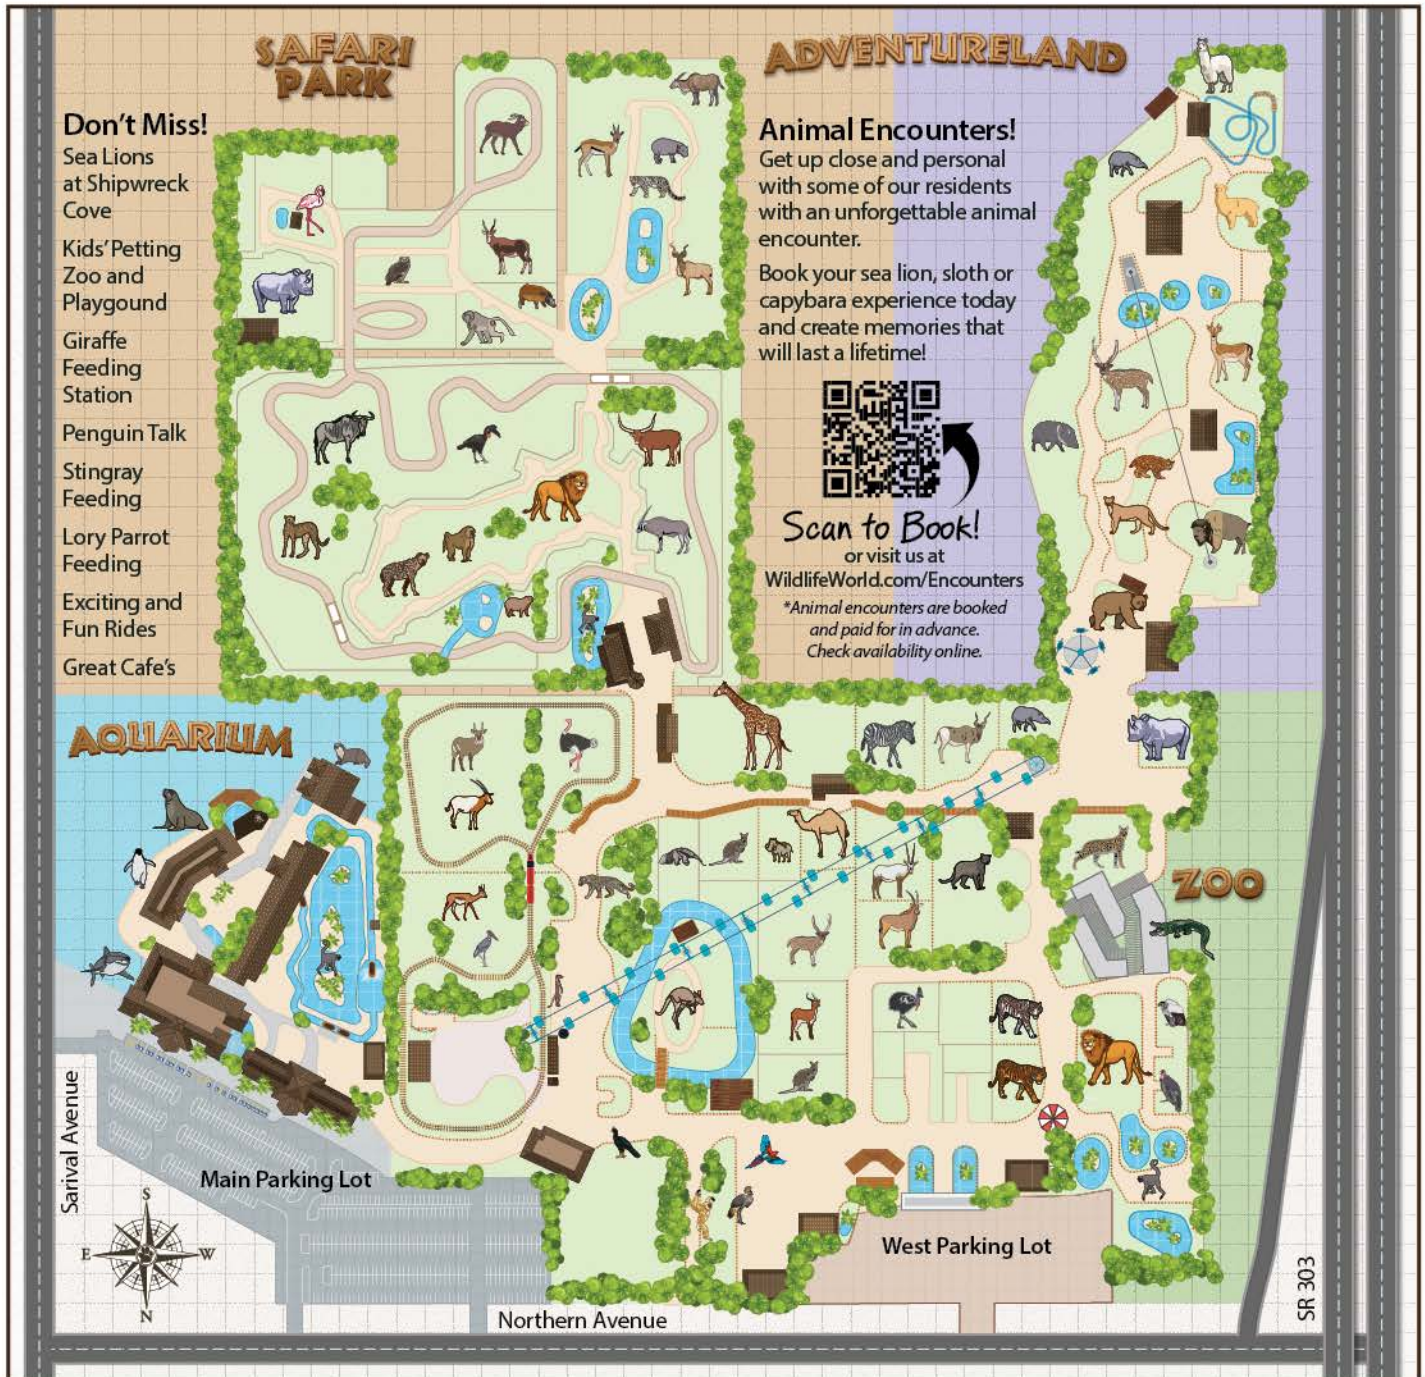 SAFARI
PARK
ADVENTURELAND
Don't Miss!
Sea Lions
at Shipwreck
Cove
Kids' Petting
Zoo and
Playgound
Giraffe
Feeding
Station
Penguin Talk
Stingray
Feeding
Lory Parrot
Feeding
Exciting and
Fun Rides
Great Cafe's
Animal Encounters!
Get up close and personal
with some of our residents
with an unforgettable animal
encounter.
Book your sea lion, sloth or
capybara experience today
and create memories that
will last a lifetime!
Scan to Book!
or visit us at
WildlifeWorld.com/Encounters
*Animal encounters are booked
and paid for in advance.
Check availability online.
AQUARIUM
ZOO
Sarival Avenue
Main Parking Lot
S
E W
N
West Parking Lot
Northern Avenue
SR 303